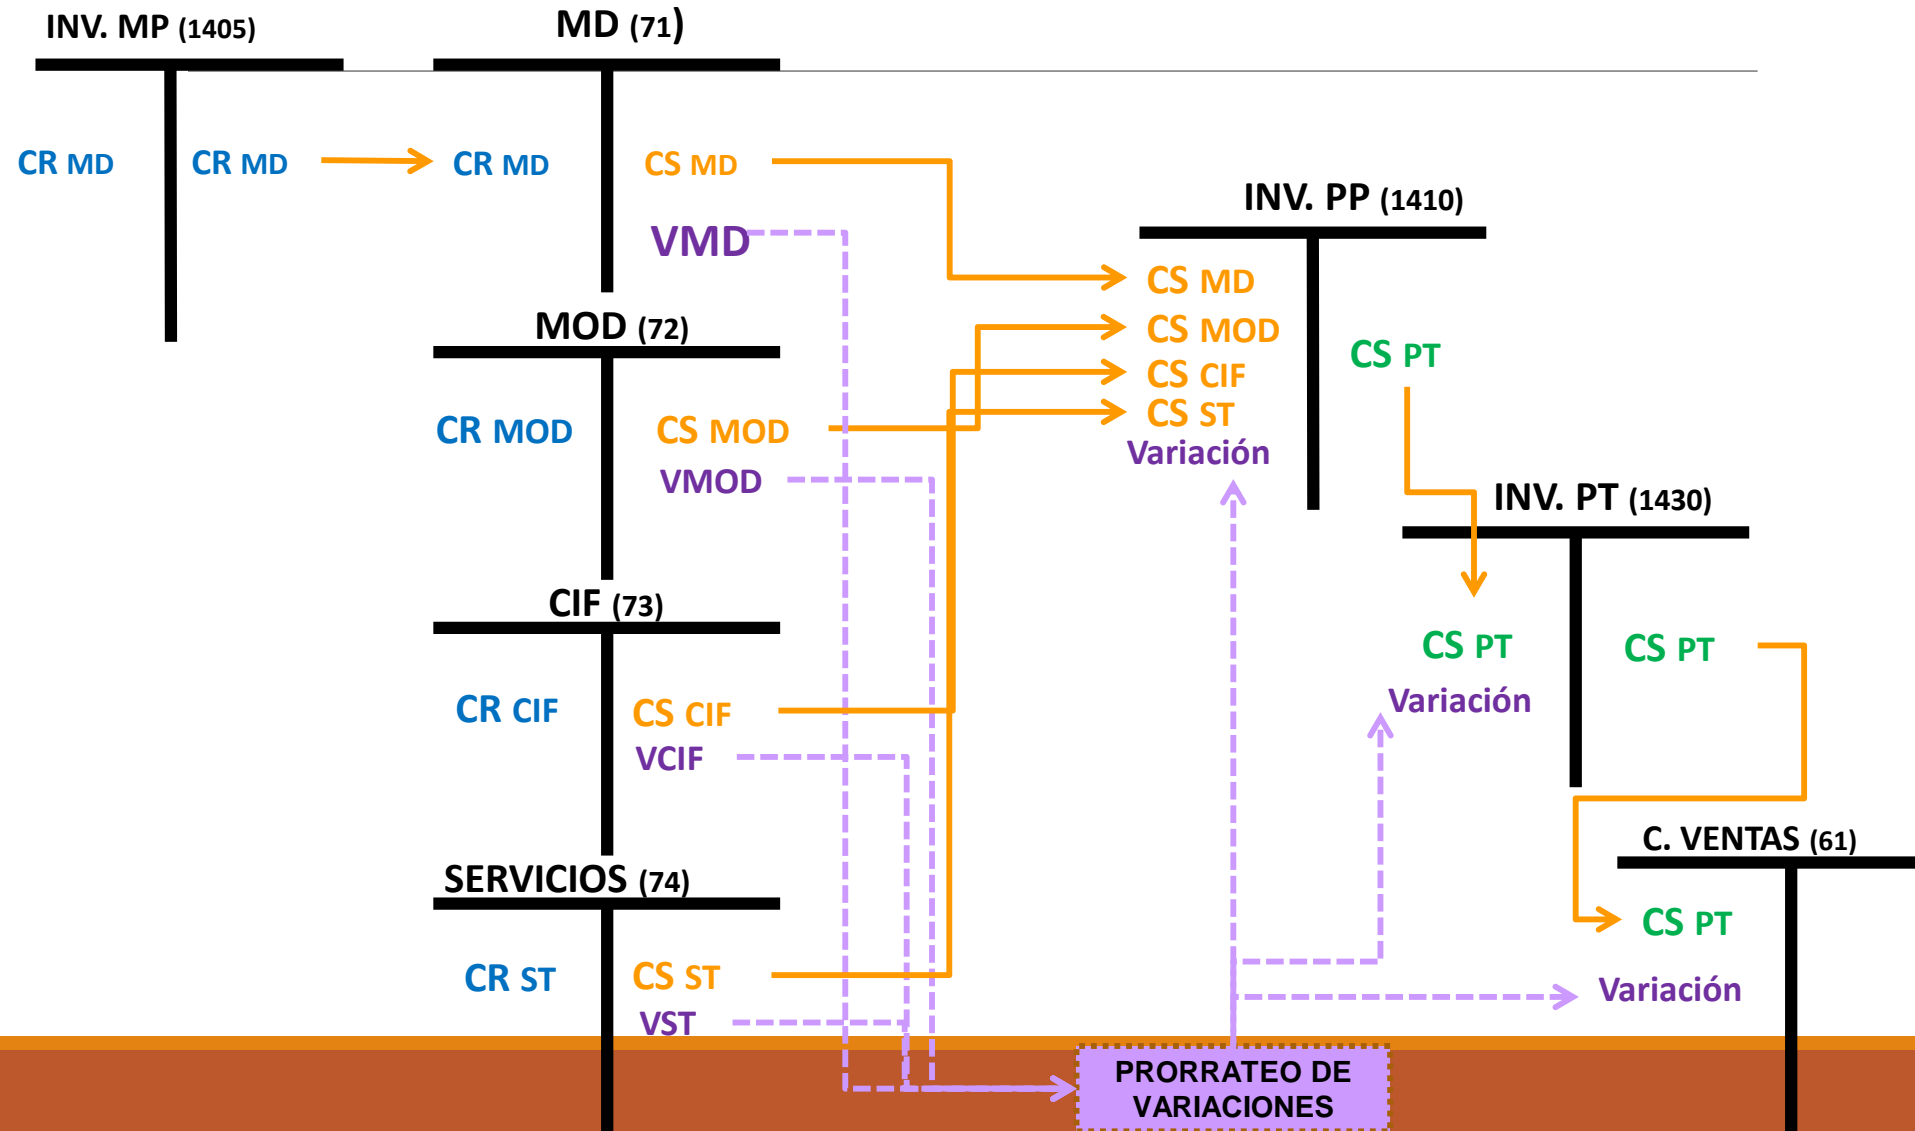 INV. MP (1405)
MD (71)
CR MD
CR MD
CR MD
CS MD
VMD
INV. PP (1410)
CS MD
CS MOD
CS CIF
CS ST
Variación
CS PT
MOD (72)
CR MOD
CS MOD
VMOD
INV. PT (1430)
CS PT
Variación
CS PT
CIF (73)
CR CIF
CS CIF
VCIF
C. VENTAS (61)
CS PT
Variación
SERVICIOS (74)
CR ST
CS ST
VST
PRORRATEO DE
VARIACIONES